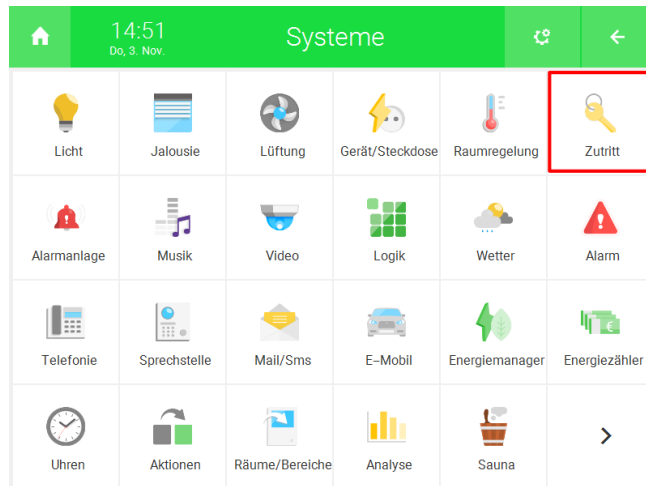 14:51
Do, 3. Nov.
Systeme
Licht
Jalousie
Lüftung
Gerät/Steckdose
Raumregelung
Zutritt
Alarmanlage
Musik
Video
Logik
Wetter
Alarm
Telefonie
Sprechstelle
Mail/Sms
E–Mobil
Energiemanager
Energiezähler
Uhren
Aktionen
Räume/Bereiche
Analyse
Sauna